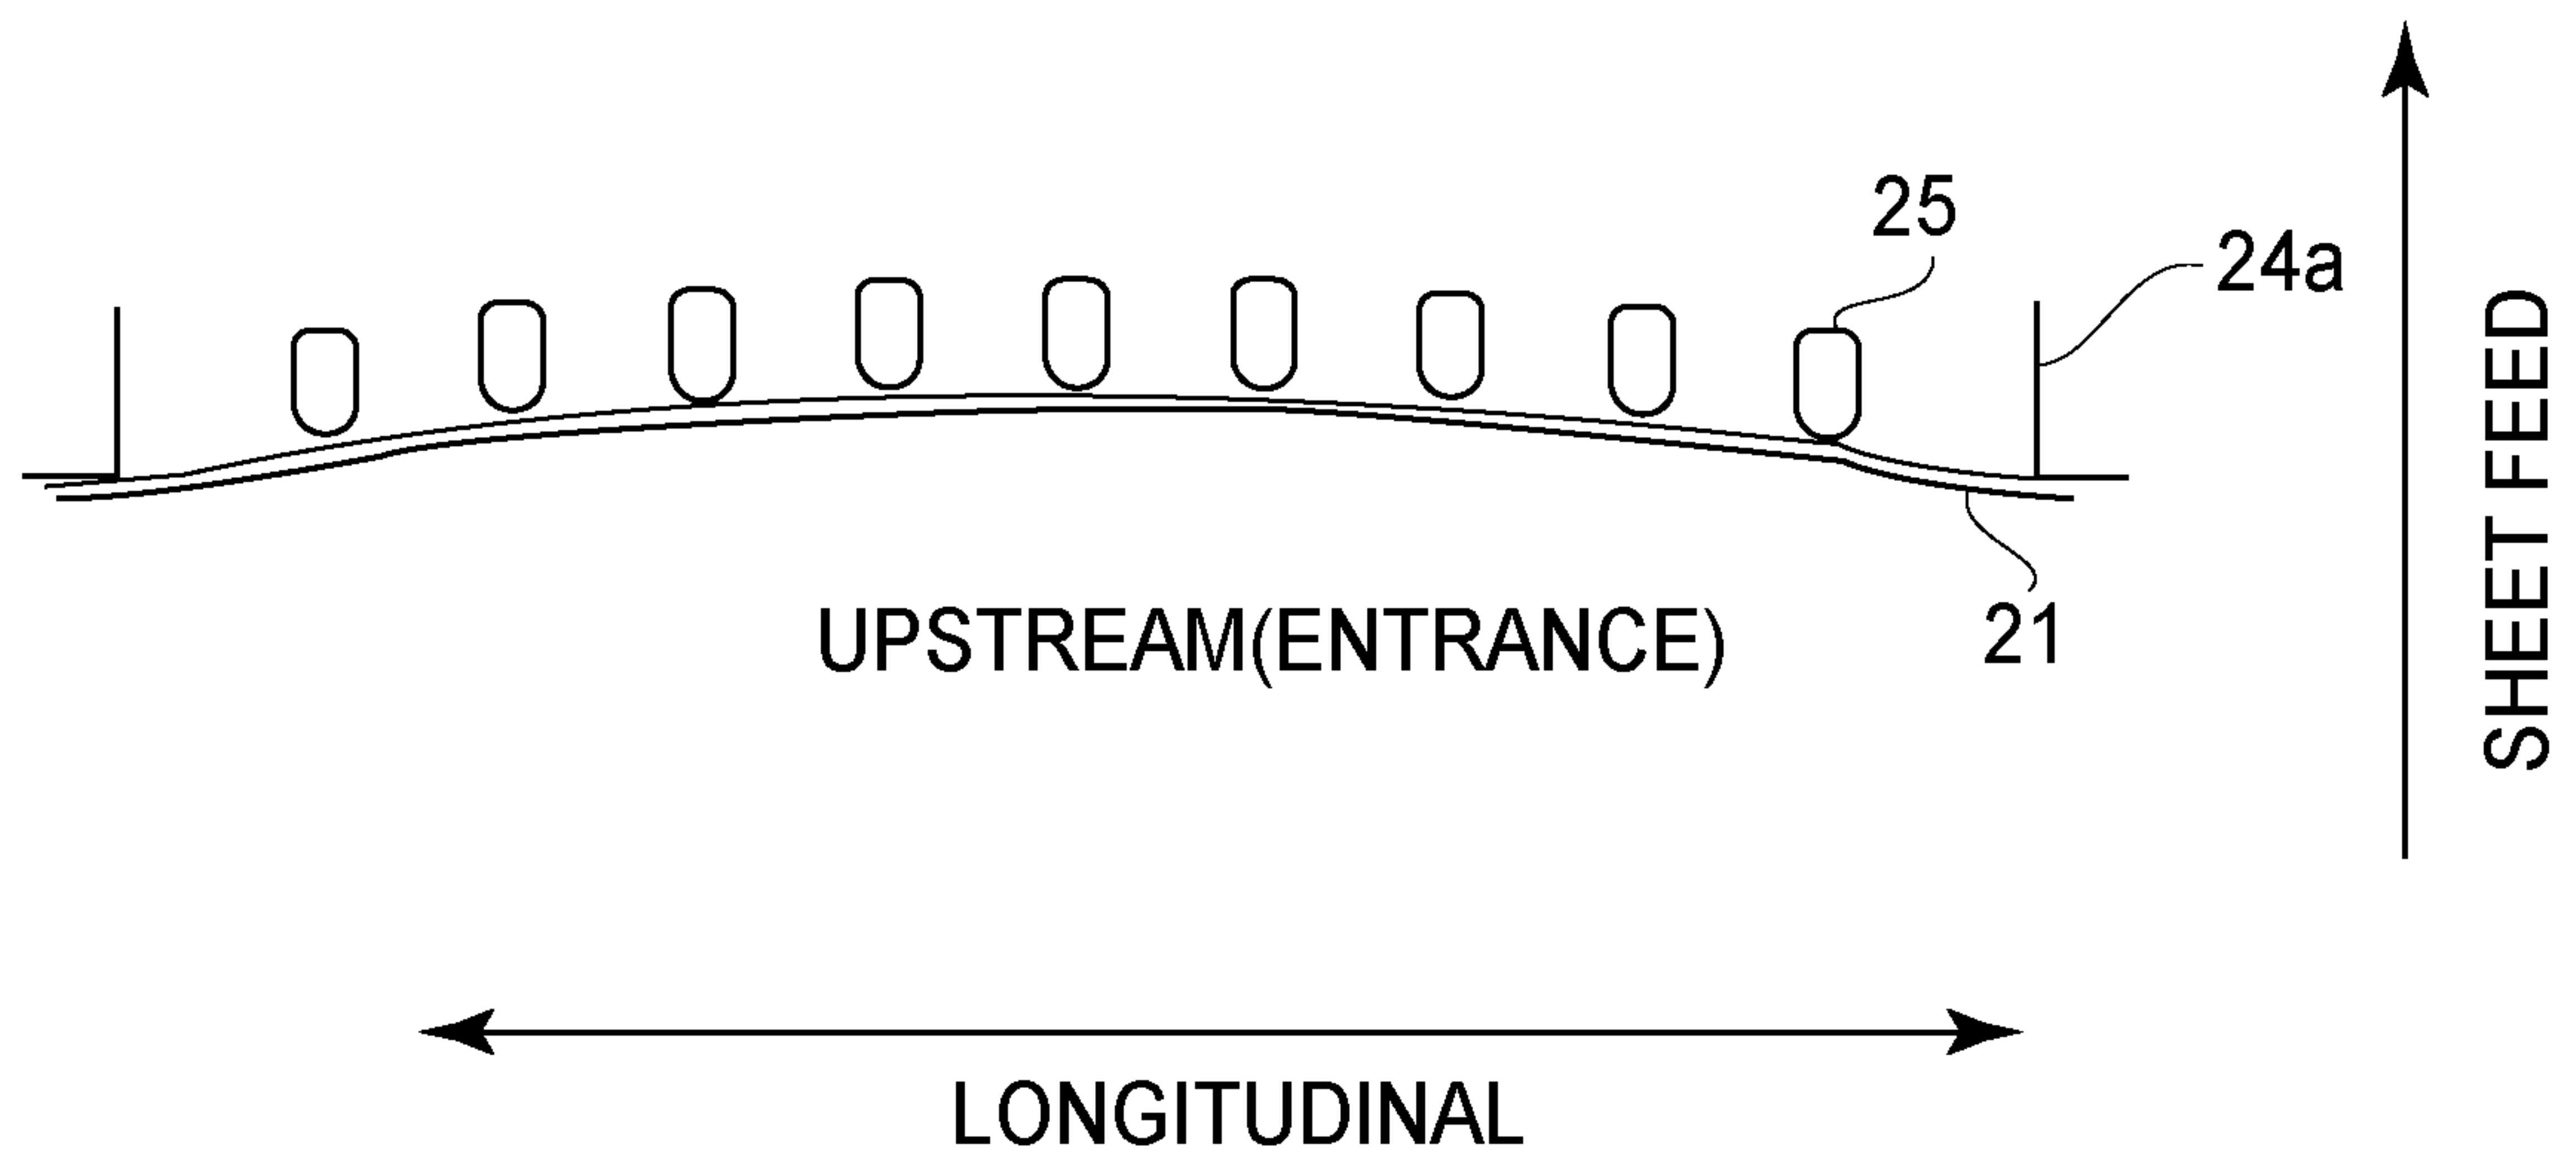 25
24a
UPSTREAM(ENTRANCE)
21
SHEET FEED
LONGITUDINAL